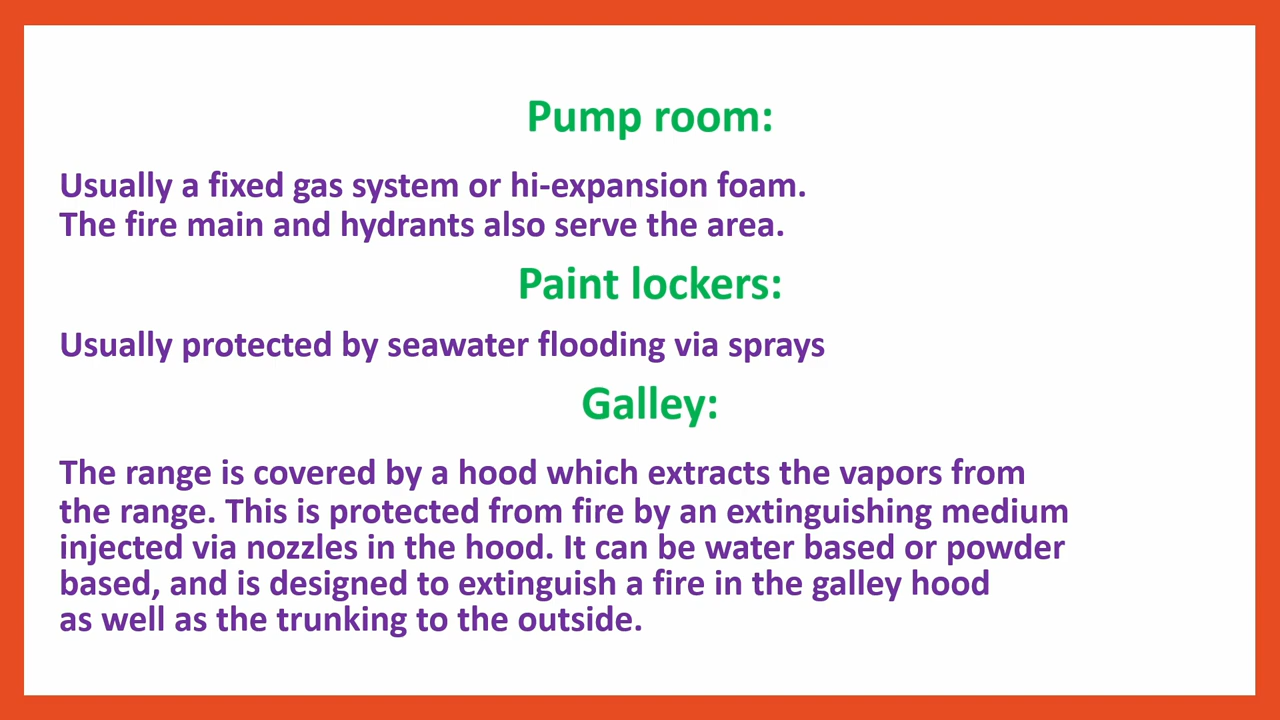 Pump room:
Usually a fixed gas system or hi-expansion foam.
The fire main and hydrants also serve the area.
Paint lockers:
Usually protected by seawater flooding via sprays
Galley:
The range is covered by a hood which extracts the vapors from
the range. This is protected from fire by an extinguishing medium
injected via nozzles in the hood. It can be water based or powder
based, and is designed to extinguish a fire in the galley hood
as well as the trunking to the outside.